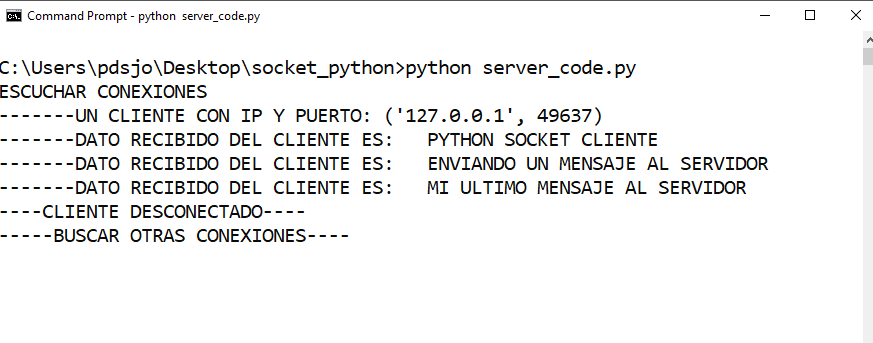 Command Prompt - python  server_code.py
C:\Users\pdsjo\Desktop\socket_python>python server_code.py
ESCUCHAR CONEXIONES
-------UN CLIENTE CON IP Y PUERTO: ('127.0.0.1', 49637)
-------DATO RECIBIDO DEL CLIENTE ES:   PYTHON SOCKET CLIENTE
-------DATO RECIBIDO DEL CLIENTE ES:   ENVIANDO UN MENSAJE AL SERVIDOR
-------DATO RECIBIDO DEL CLIENTE ES:   MI ULTIMO MENSAJE AL SERVIDOR
----CLIENTE DESCONECTADO----
-----BUSCAR OTRAS CONEXIONES----